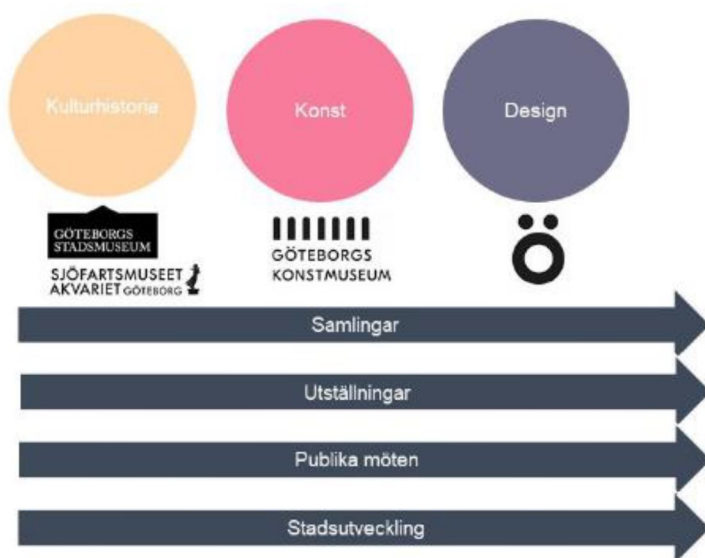 Kulturhistorie
Konst
Design
GÖTEBORGS
STADSMUSEUM
SJÖFARTSMUSEET
AKVARIET GÖTEBORG
GÖTEBORGS
KONSTMUSEUM
Ö
Samlingar
Utställningar
Publika möten
Stadsutveckling